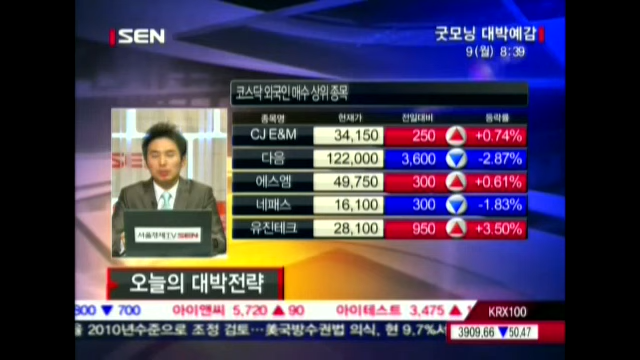 SEN
굿모닝 대박예감
9 (월) 8:39
코스닥 외국인 매수 상위 종목
종목명 현재가 전일대비 등락률
CJ E&M 34,150 250 ▲ +0.74%
다음 122,000 3,600 ▼ -2.87%
에스엠 49,750 300 ▲ +0.61%
네패스 16,100 300 ▼ -1.83%
유진테크 28,100 950 ▲ +3.50%
SEN
서울경제TV SEN
오늘의 대박전략
800 ▼ 700 아이앤씨 5,720 ▲ 90 아이테스트 3,475 ▲
KRX100
2010년수준으로 조정 검토… 美국방수권법 의식, 현 9.7%서
3909.66 ▼50.47